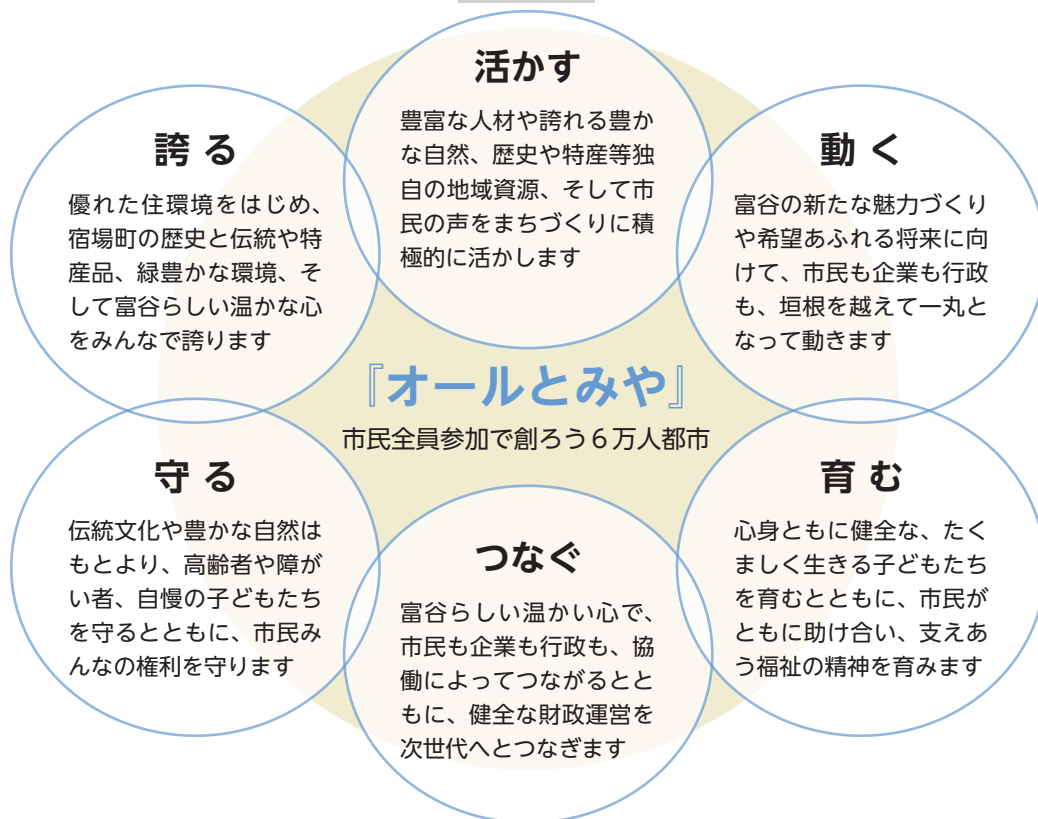 活かす
豊富な人材や誇れる豊か
な自然、歴史や特産等独
自の地域資源、そして市
民の声をまちづくりに積
極的に活かします
誇る
優れた住環境をはじめ、
宿場町の歴史と伝統や特
産品、緑豊かな環境、そ
して富谷らしい温かな心
をみんなで誇ります
動く
富谷の新たな魅力づくり
や希望あふれる将来に向
けて、市民も企業も行政
も、垣根を越えて一丸と
なって動きます
『オールとみや』
市民全員参加で創ろう６万人都市
守る
伝統文化や豊かな自然は
もとより、高齢者や障が
い者、自慢の子どもたち
を守るとともに、市民み
んなの権利を守ります
つなぐ
富谷らしい温かい心で、
市民も企業も行政も、協
働によってつながるとと
もに、健全な財政運営を
次世代へとつなぎます
育む
心身ともに健全な、たく
ましく生きる子どもたち
を育むとともに、市民が
ともに助け合い、支えあ
う福祉の精神を育みます